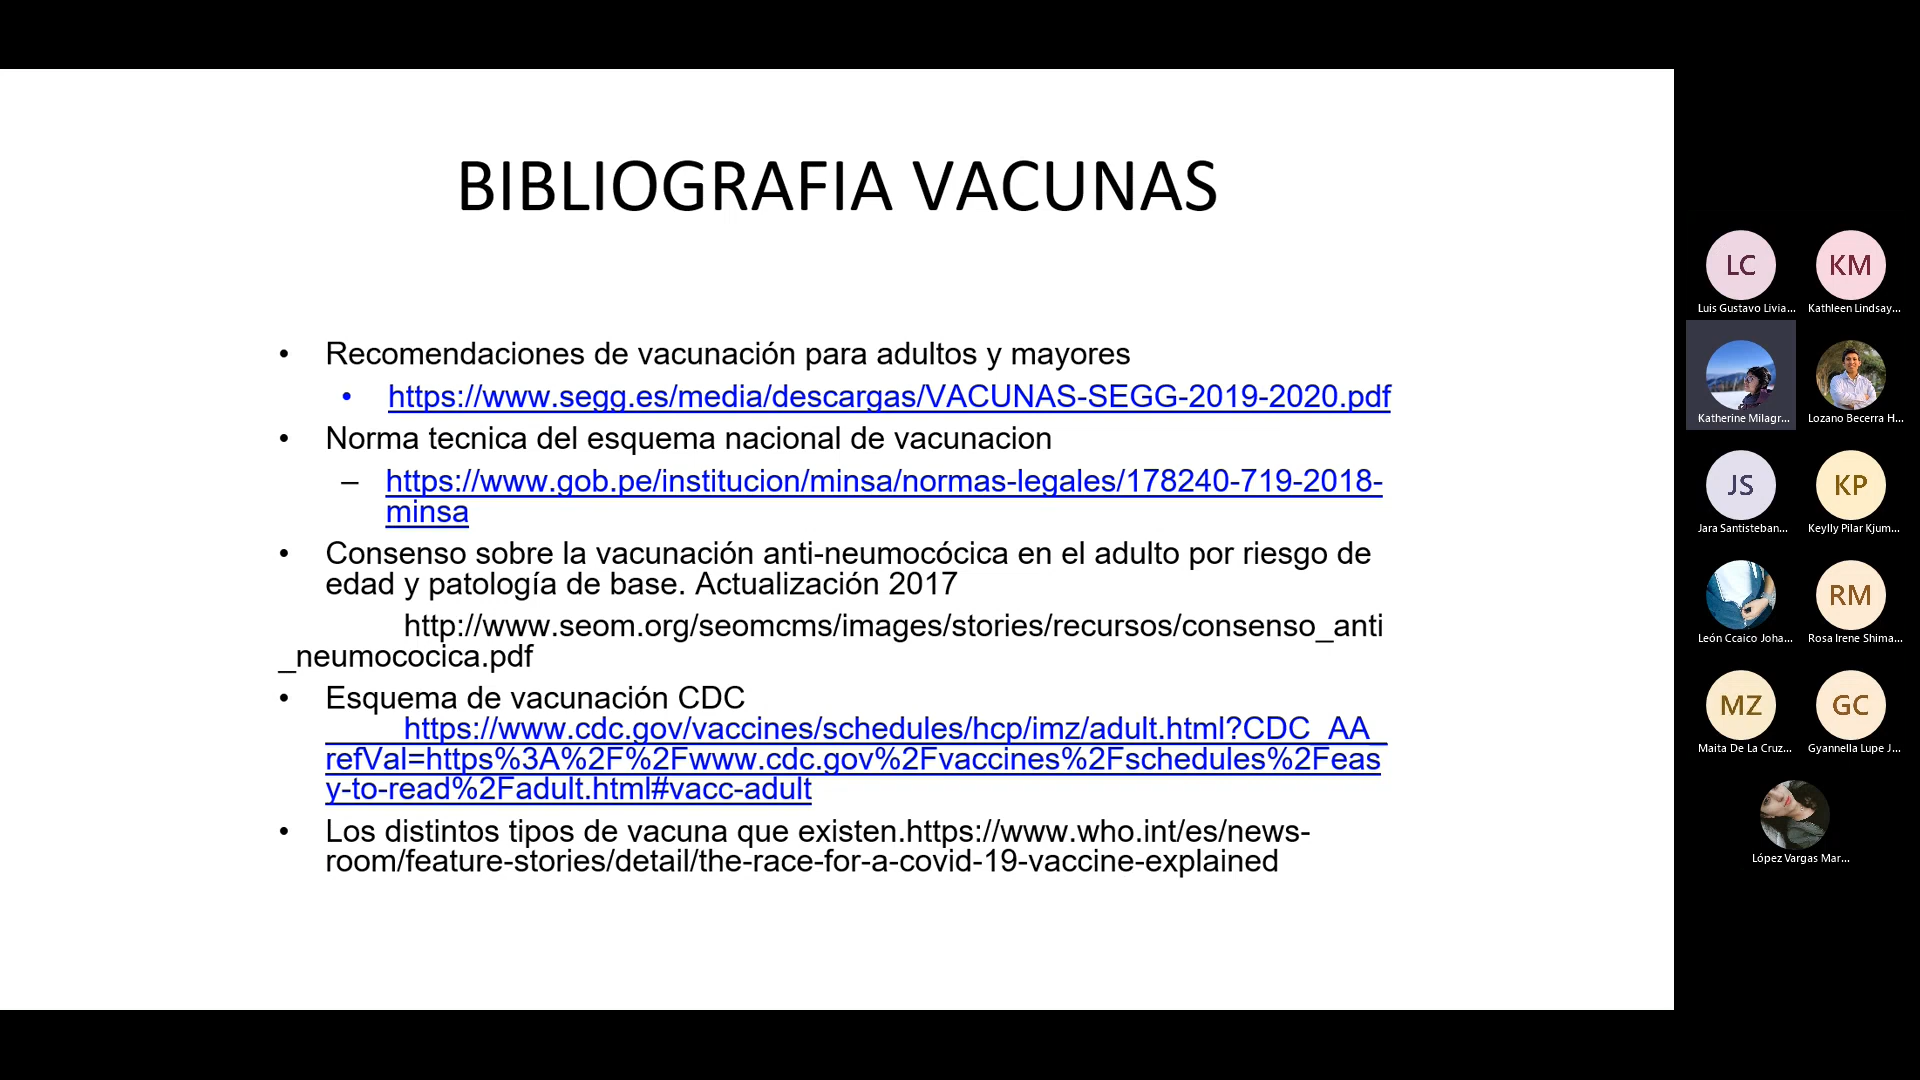 BIBLIOGRAFIA VACUNAS
• Recomendaciones de vacunación para adultos y mayores
• https://www.segg.es/media/descargas/VACUNAS-SEGG-2019-2020.pdf
• Norma tecnica del esquema nacional de vacunacion
– https://www.gob.pe/institucion/minsa/normas-legales/178240-719-2018-
minsa
• Consenso sobre la vacunación anti-neumocócica en el adulto por riesgo de
edad y patología de base. Actualización 2017
http://www.seom.org/seomcms/images/stories/recursos/consenso_anti
_neumococica.pdf
• Esquema de vacunación CDC
https://www.cdc.gov/vaccines/schedules/hcp/imz/adult.html?CDC_AA_
refVal=https%3A%2F%2Fwww.cdc.gov%2Fvaccines%2Fschedules%2Feas
y-to-read%2Fadult.html#vacc-adult
• Los distintos tipos de vacuna que existen.https://www.who.int/es/news-
room/feature-stories/detail/the-race-for-a-covid-19-vaccine-explained
LC
Luis Gustavo Livia...
KM
Kathleen Lindsay...
Katherine Milagr...
Lozano Becerra H...
JS
Jara Santisteban...
KP
Keylly Pilar Kjum...
León Ccaico Joha...
RM
Rosa Irene Shima...
MZ
Maita De La Cruz...
GC
Gyannella Lupe J...
López Vargas Mar...